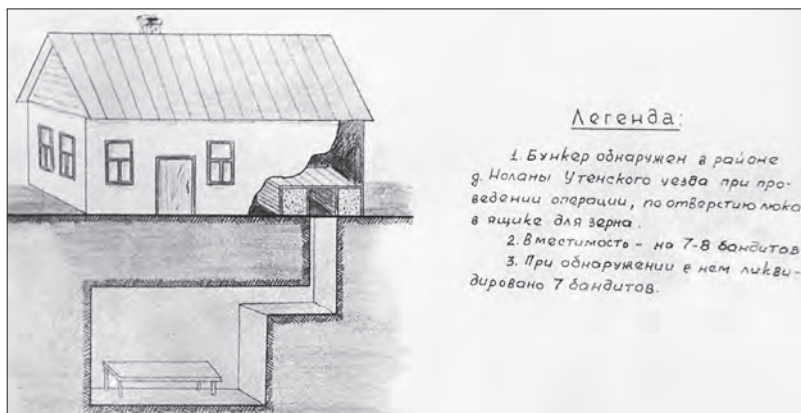 Легенда:
1. Бункер обнаружен в районе
д. Ноланы Утенского уезда при про-
ведении операции, по отверстию люка
в ящике для зерна.
2. Вместимость - на 7-8 бандитов
3. При обнаружении в нем ликви-
дировано 7 бандитов.